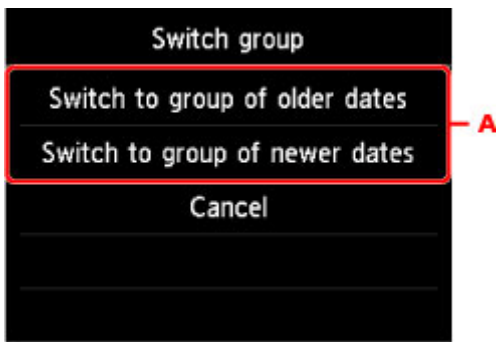 Switch group
Switch to group of older dates
A
Switch to group of newer dates
Cancel